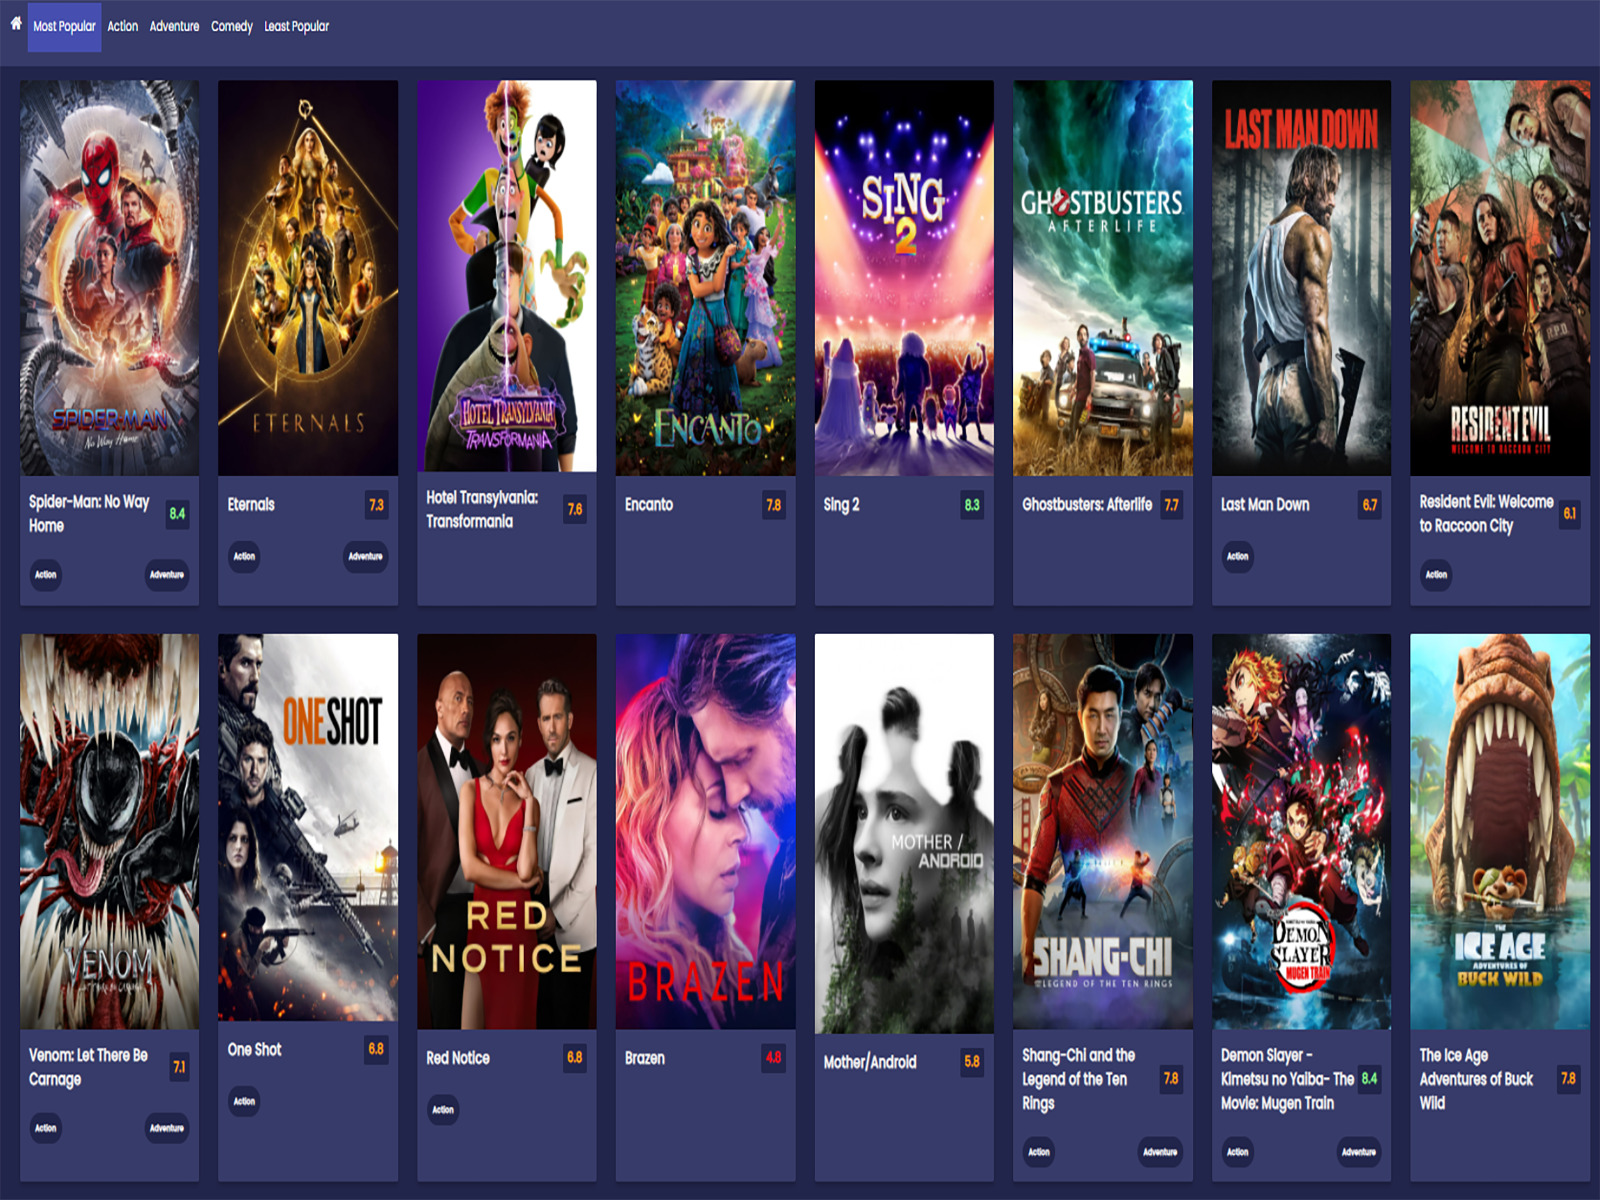 Most Popular Action Adventure Comedy Least Popular
SPIDER-MAN
No Way Home
ETERNALS
HOTEL TRANSYLVANIA
TRANSFORMANIA
ENCANTO
SING
2
GHOSTBUSTERS
AFTERLIFE
LAST MAN DOWN
R.P.D
RESIDENT EVIL
WELCOME TO RACCOON CITY
Spider-Man: No Way
Home
8.4
Action Adventure
Eternals 7.3
Action Adventure
Hotel Transylvania:
Transformania
7.6
Encanto 7.8
Sing 2 8.3
Ghostbusters: Afterlife 7.7
Last Man Down 6.7
Action
Resident Evil: Welcome
to Raccoon City
6.1
Action
VENOM
LET THERE BE CARNAGE
ONE SHOT
RED
NOTICE
BRAZEN
MOTHER /
ANDROID
SHANG-CHI
AND THE LEGEND OF THE TEN RINGS
DEMON
SLAYER
MUGEN TRAIN
THE
ICE AGE
ADVENTURES OF
BUCK WILD
Venom: Let There Be
Carnage
7.1
Action Adventure
One Shot 6.8
Action
Red Notice 6.8
Action
Brazen 4.8
Mother/Android 5.8
Shang-Chi and the
Legend of the Ten
Rings
7.8
Action Adventure
Demon Slayer -
Kimetsu no Yaiba- The
Movie: Mugen Train
8.4
Action Adventure
The Ice Age
Adventures of Buck
Wild
7.8